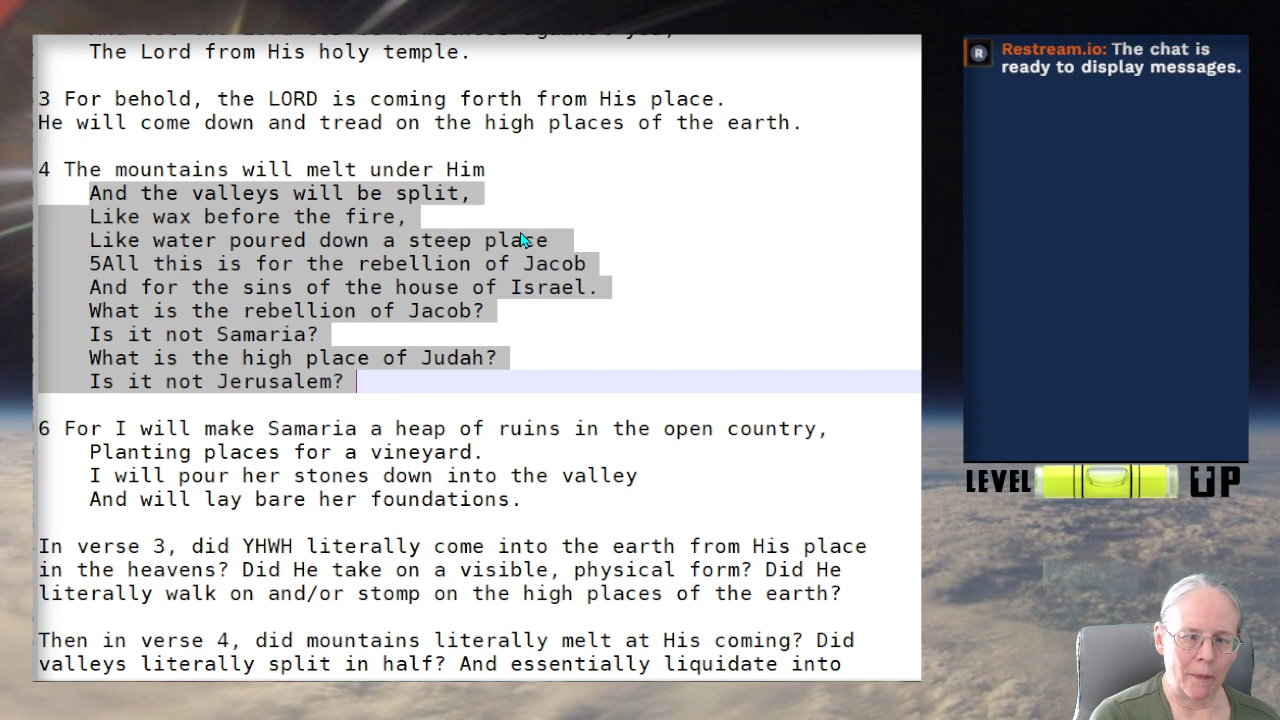 The Lord from His holy temple.
3 For behold, the LORD is coming forth from His place.
He will come down and tread on the high places of the earth.
4 The mountains will melt under Him
And the valleys will be split,
Like wax before the fire,
Like water poured down a steep place
5All this is for the rebellion of Jacob
And for the sins of the house of Israel.
What is the rebellion of Jacob?
Is it not Samaria?
What is the high place of Judah?
Is it not Jerusalem?
6 For I will make Samaria a heap of ruins in the open country,
Planting places for a vineyard.
I will pour her stones down into the valley
And will lay bare her foundations.
In verse 3, did YHWH literally come into the earth from His place
in the heavens? Did He take on a visible, physical form? Did He
literally walk on and/or stomp on the high places of the earth?
Then in verse 4, did mountains literally melt at His coming? Did
valleys literally split in half? And essentially liquidate into
R
Restream.io: The chat is
ready to display messages.
LEVEL UP